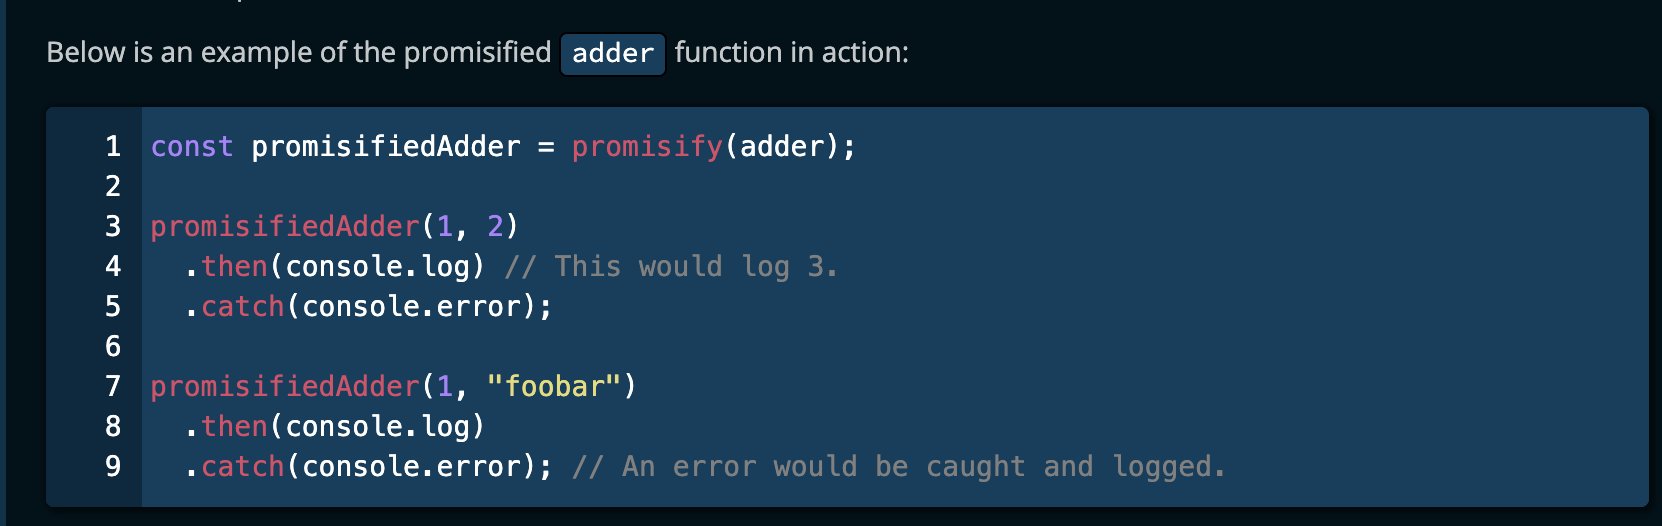 Below is an example of the promisified adder function in action:
1 const promisifiedAdder = promisify(adder);
2
3 promisifiedAdder(1, 2)
4   .then(console.log) // This would log 3.
5   .catch(console.error);
6
7 promisifiedAdder(1, "foobar")
8   .then(console.log)
9   .catch(console.error); // An error would be caught and logged.